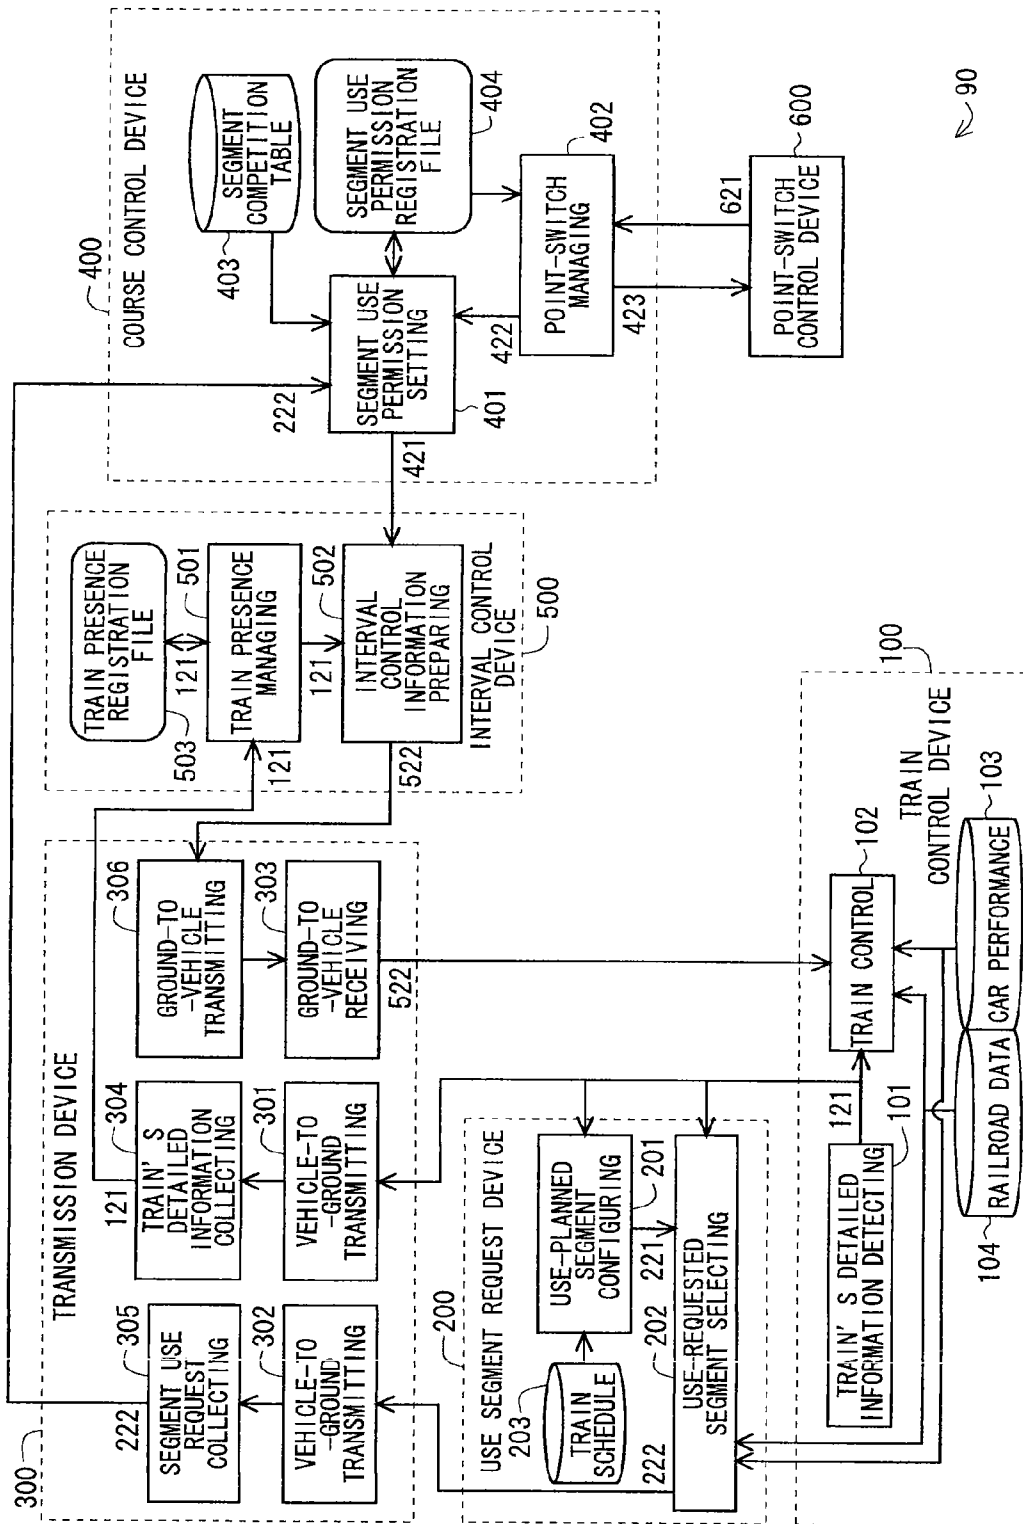 300
TRANSMISSION DEVICE
222
305
SEGMENT USE
REQUEST
COLLECTING
302
VEHICLE-TO
-GROUND
TRANSMITTING
121
304
TRAIN'S
DETAILED
INFORMATION
COLLECTING
301
VEHICLE-TO
-GROUND
TRANSMITTING
306
GROUND-TO
-VEHICLE
TRANSMITTING
303
GROUND-TO
-VEHICLE
RECEIVING
522
503
TRAIN PRESENCE
REGISTRATION
FILE
121
501
TRAIN PRESENCE
MANAGING
121
121
502
INTERVAL
CONTROL
INFORMATION
PREPARING
522
INTERVAL CONTROL
DEVICE
500
400
COURSE CONTROL DEVICE
222
403
SEGMENT
COMPETITION
TABLE
SEGMENT USE
PERMISSION
REGISTRATION
FILE
404
SEGMENT USE
PERMISSION
SETTING
401
421
422
402
POINT-SWITCH
MANAGING
423
621
600
POINT-SWITCH
CONTROL DEVICE
90
200
USE SEGMENT REQUEST DEVICE
203
TRAIN
SCHEDULE
USE-PLANNED
SEGMENT
CONFIGURING
201
221
202
222
USE-REQUESTED
SEGMENT SELECTING
100
TRAIN
CONTROL DEVICE
121
101
TRAIN'S DETAILED
INFORMATION DETECTING
102
TRAIN CONTROL
104
RAILROAD DATA
CAR PERFORMANCE
103